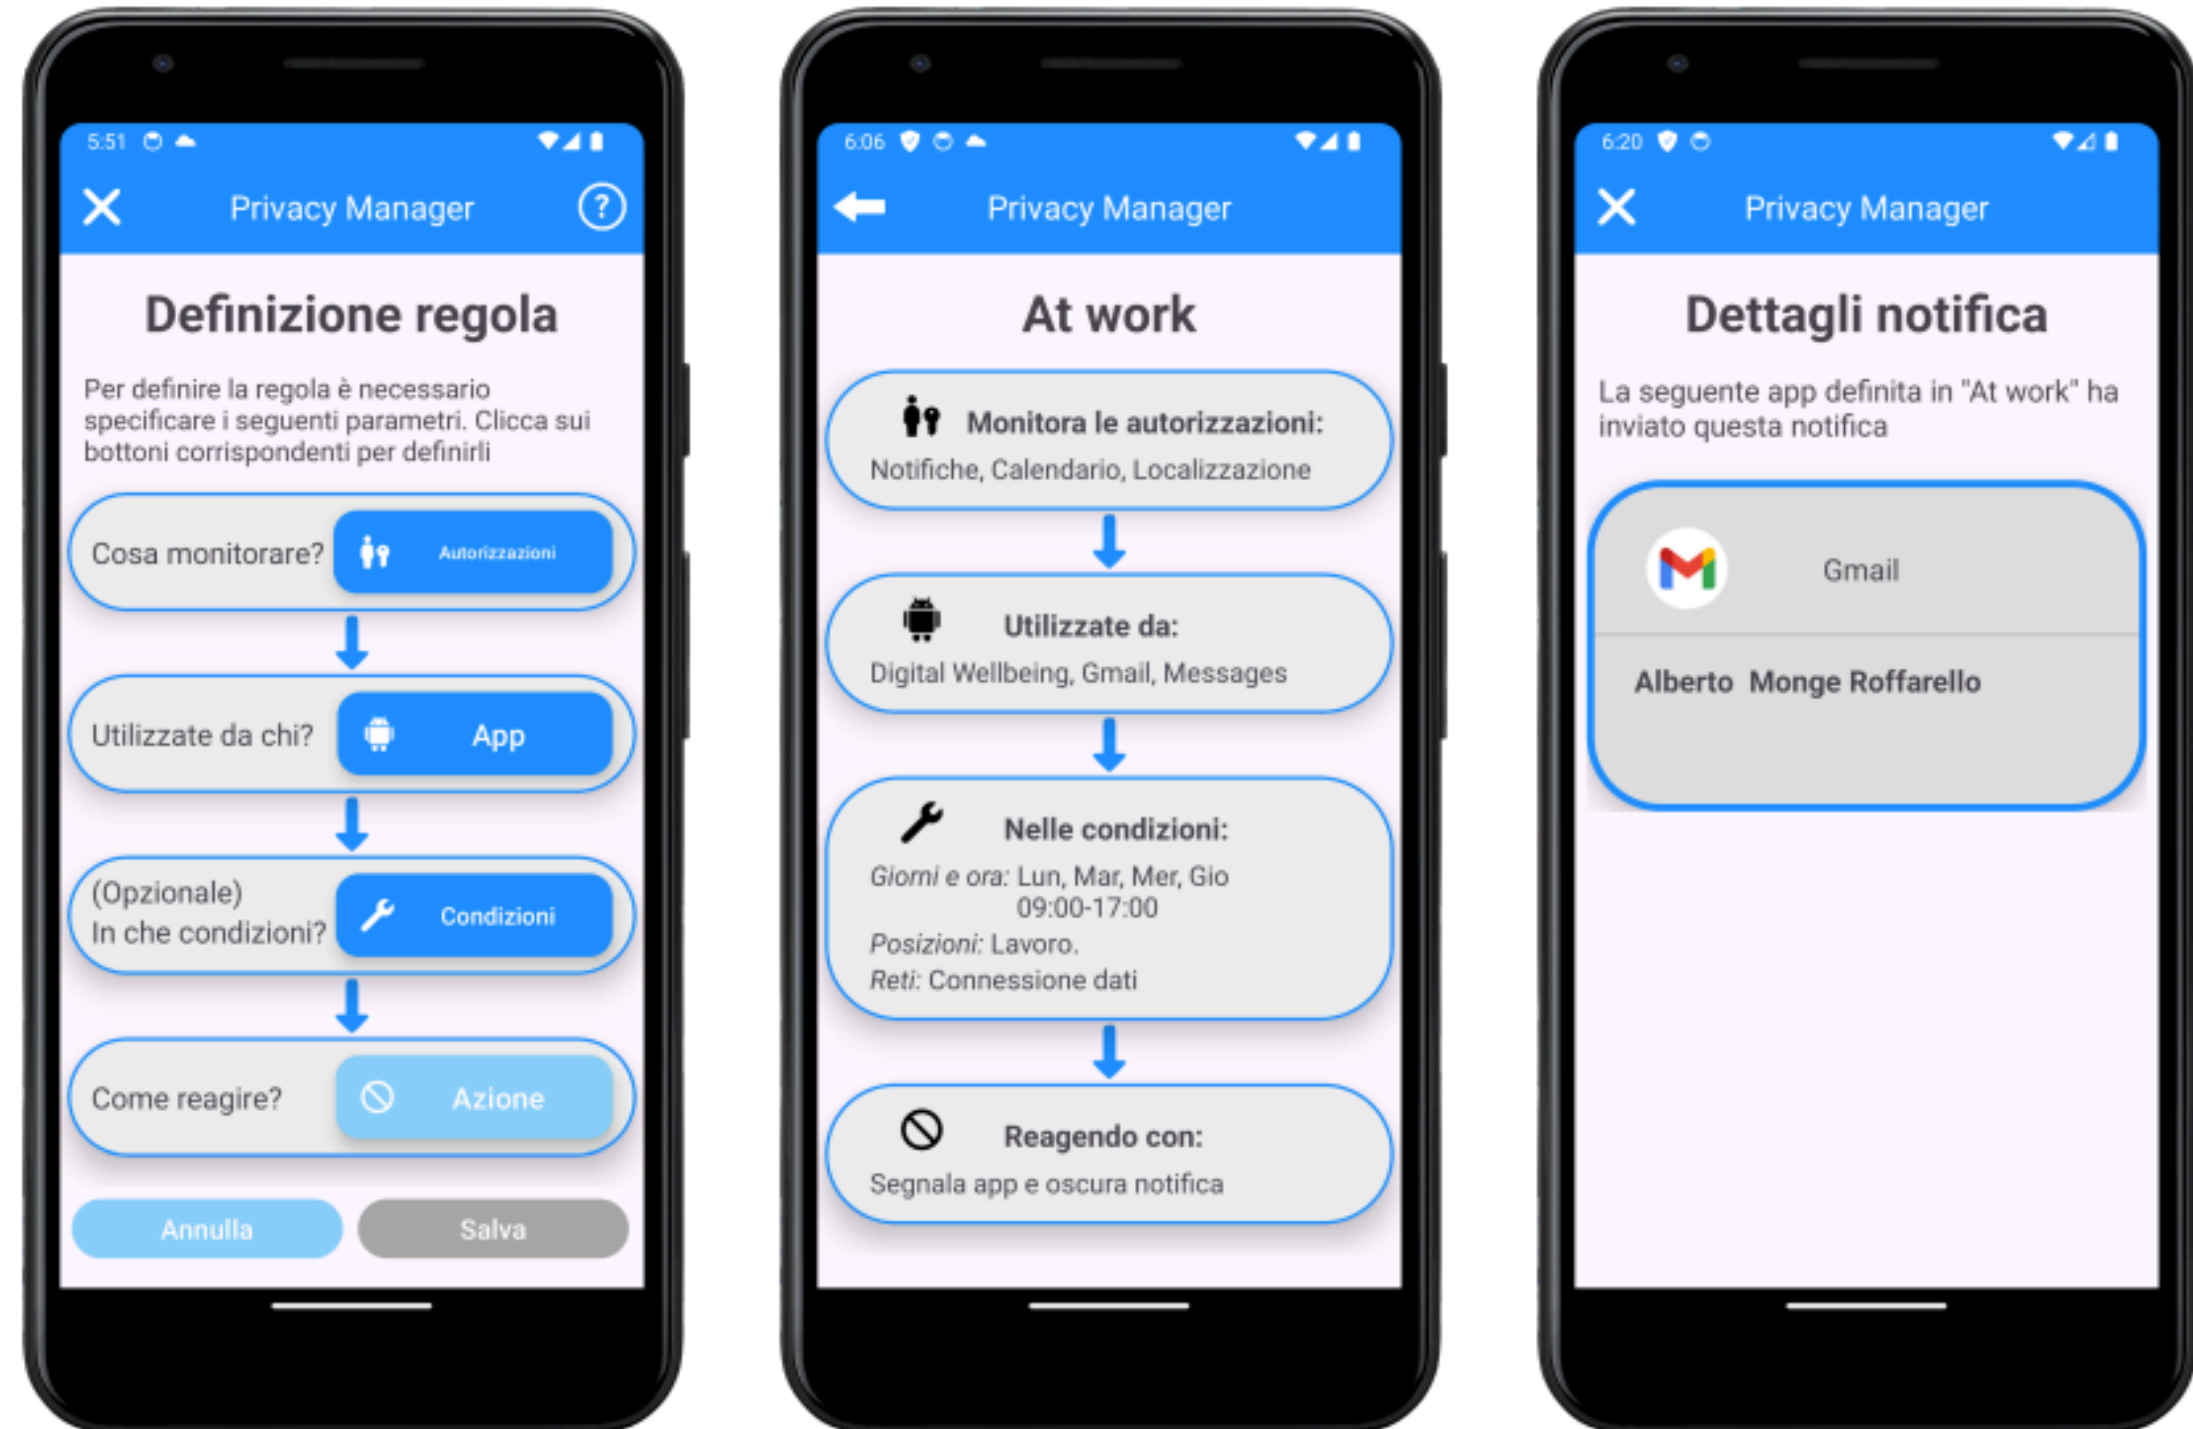 5:51
Privacy Manager
?
Definizione regola
Per definire la regola è necessario
specificare i seguenti parametri. Clicca sui
bottoni corrispondenti per definirli
Cosa monitorare? Autorizzazioni
Utilizzate da chi? App
(Opzionale)
In che condizioni? Condizioni
Come reagire? Azione
Annulla Salva
6:06
Privacy Manager
At work
Monitora le autorizzazioni:
Notifiche, Calendario, Localizzazione
Utilizzate da:
Digital Wellbeing, Gmail, Messages
Nelle condizioni:
Giorni e ora: Lun, Mar, Mer, Gio
09:00-17:00
Posizioni: Lavoro.
Reti: Connessione dati
Reagendo con:
Segnala app e oscura notifica
6:20
Privacy Manager
Dettagli notifica
La seguente app definita in "At work" ha
inviato questa notifica
Gmail
Alberto Monge Roffarello